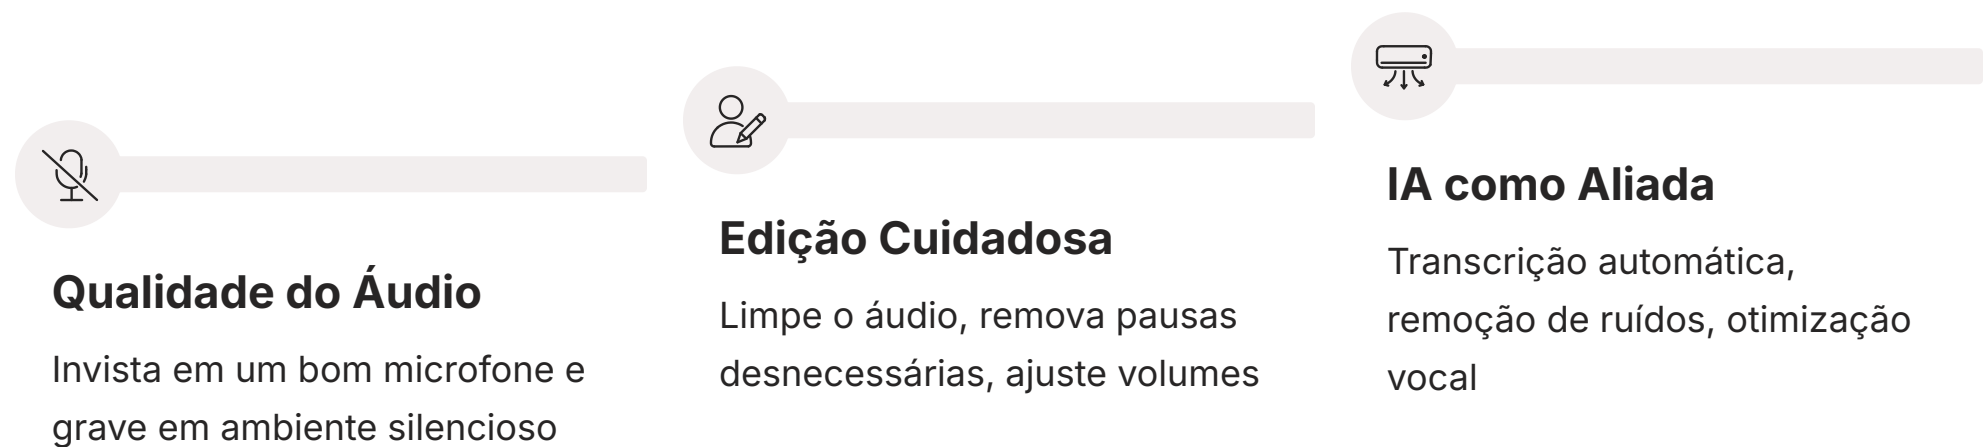 Qualidade do Áudio
Invista em um bom microfone e
grave em ambiente silencioso
Edição Cuidadosa
Limpe o áudio, remova pausas
desnecessárias, ajuste volumes
IA como Aliada
Transcrição automática,
remoção de ruídos, otimização
vocal